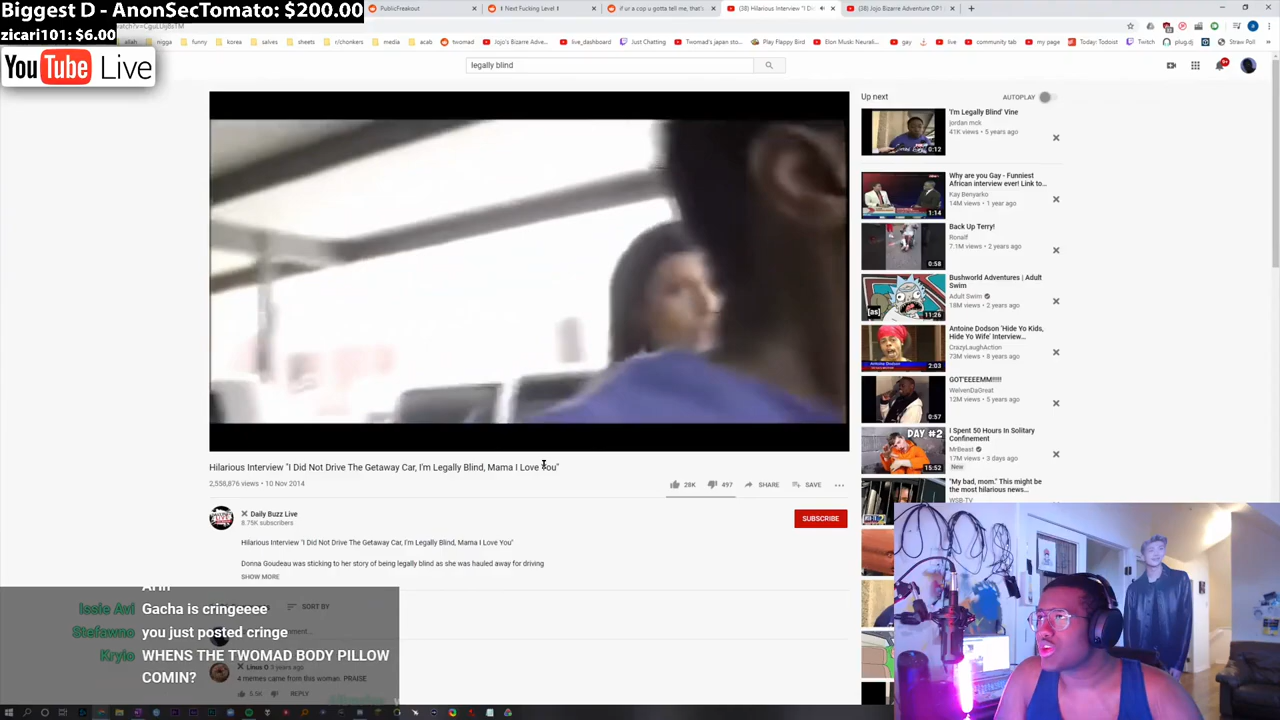 Biggest D - AnonSecTomato: $200.00
zicari101: $6.00
YouTube Live
PublicFreakout
I Next Fucking Level I
if ur a cop u gotta tell me, that's
(38) Hilarious Interview "I Di
(38) Jojo Bizarre Adventure OP1
allah
nigga
funny
korea
salves
sheets
r/chonkers
media
acab
twomad
Jojo's Bizarre Adve...
live_dashboard
Just Chatting
Twomad's japan sto...
Play Flappy Bird
Elon Musk: Neurali...
gay
live
community tab
my page
Today: Todoist
Twitch
plug.dj
Straw Poll
legally blind
9+
Up next
AUTOPLAY
'I'm Legally Blind' Vine
jordan mck
41K views • 5 years ago
0:12
Why are you Gay - Funniest
African interview ever! Link to...
Kay Benyarko
14M views • 1 year ago
1:14
Back Up Terry!
Ronalf
7.1M views • 2 years ago
0:58
Bushworld Adventures | Adult
Swim
Adult Swim
18M views • 2 years ago
[as]
11:26
Antoine Dodson 'Hide Yo Kids,
Hide Yo Wife' Interview...
CrazyLaughAction
73M views • 8 years ago
2:03
GOT'EEEEMM!!!!!
WelvenDaGreat
12M views • 5 years ago
0:57
I Spent 50 Hours In Solitary
Confinement
MrBeast
17M views • 3 days ago
New
DAY #2
15:52
"My bad, mom." This might be
the most hilarious news...
WSB-TV
Hilarious Interview "I Did Not Drive The Getaway Car, I'm Legally Blind, Mama I Love You"
2,558,876 views • 10 Nov 2014
28K
497
SHARE
SAVE
Daily Buzz Live
8.75K subscribers
SUBSCRIBE
Hilarious Interview "I Did Not Drive The Getaway Car, I'm Legally Blind, Mama I Love You"
Donna Goudeau was sticking to her story of being legally blind as she was hauled away for driving
SHOW MORE
SORT BY
Issie Avi Gacha is cringeeee
Stefawno you just posted cringe
Krylo WHENS THE TWOMAD BODY PILLOW
COMIN?
Linus O 3 years ago
4 memes came from this woman. PRAISE
5.5K
REPLY